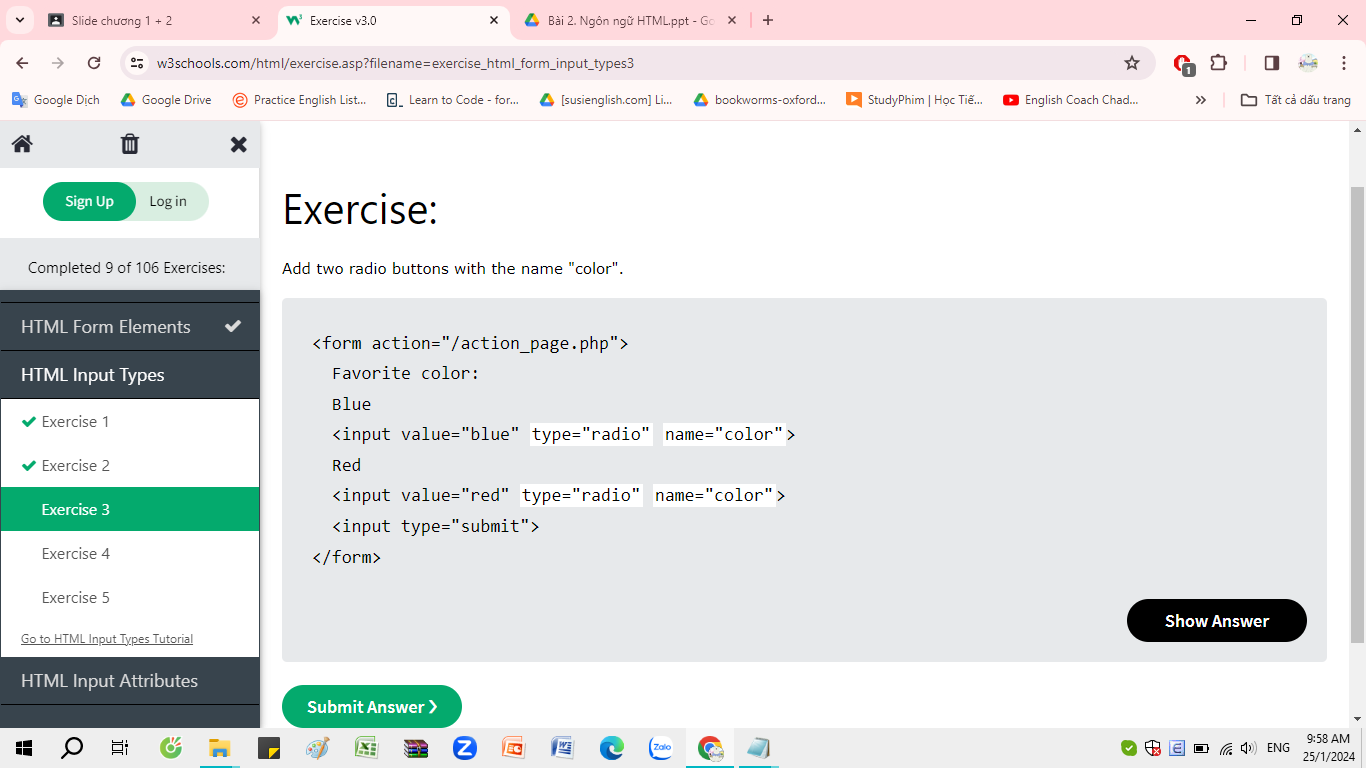 Slide chương 1 + 2
Exercise v3.0
Bài 2. Ngôn ngữ HTML.ppt - Go
w3schools.com/html/exercise.asp?filename=exercise_html_form_input_types3
1
Google Dịch
Google Drive
Practice English List...
Learn to Code - for...
[susienglish.com] Li...
bookworms-oxford...
StudyPhim | Học Tiế...
English Coach Chad...
»
Tất cả dấu trang
Sign Up
Log in
Completed 9 of 106 Exercises:
HTML Form Elements
HTML Input Types
Exercise 1
Exercise 2
Exercise 3
Exercise 4
Exercise 5
Go to HTML Input Types Tutorial
HTML Input Attributes
Exercise:
Add two radio buttons with the name "color".
<form action="/action_page.php">
Favorite color:
Blue
<input value="blue" type="radio" name="color">
Red
<input value="red" type="radio" name="color">
<input type="submit">
</form>
Show Answer
Submit Answer ❯
Zalo
ENG
9:58 AM
25/1/2024